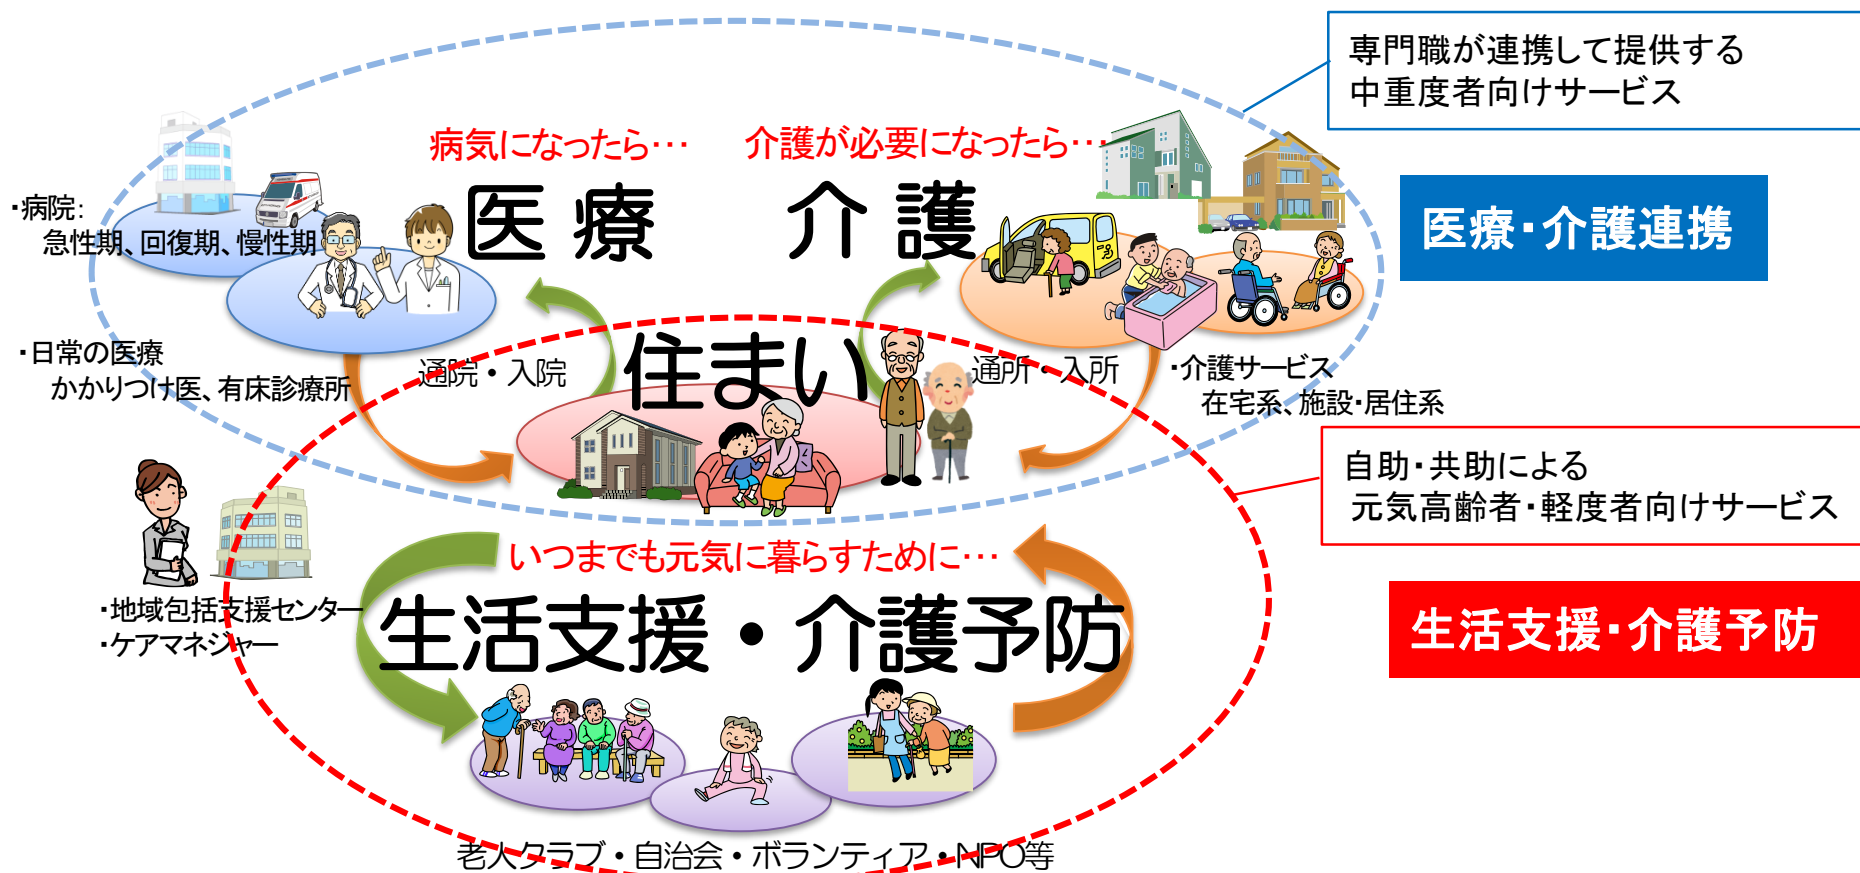 専門職が連携して提供する
中重度者向けサービス
病気になったら…
介護が必要になったら…
医療
介護
医療・介護連携
・病院：
急性期、回復期、慢性期
・日常の医療
かかりつけ医、有床診療所
通院・入院
住まい
通所・入所
・介護サービス
在宅系、施設・居住系
自助・共助による
元気高齢者・軽度者向けサービス
いつまでも元気に暮らすために…
・地域包括支援センター
・ケアマネジャー
生活支援・介護予防
生活支援・介護予防
老人クラブ・自治会・ボランティア・NPO等